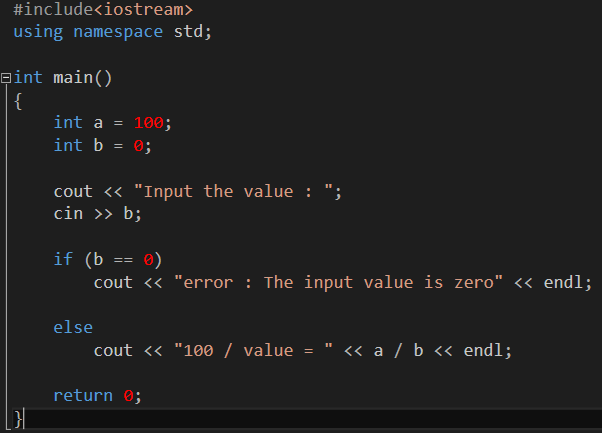 #include<iostream>
using namespace std;
int main()
{
int a = 100;
int b = 0;
cout << "Input the value : ";
cin >> b;
if (b == 0)
cout << "error : The input value is zero" << endl;
else
cout << "100 / value = " << a / b << endl;
return 0;
}